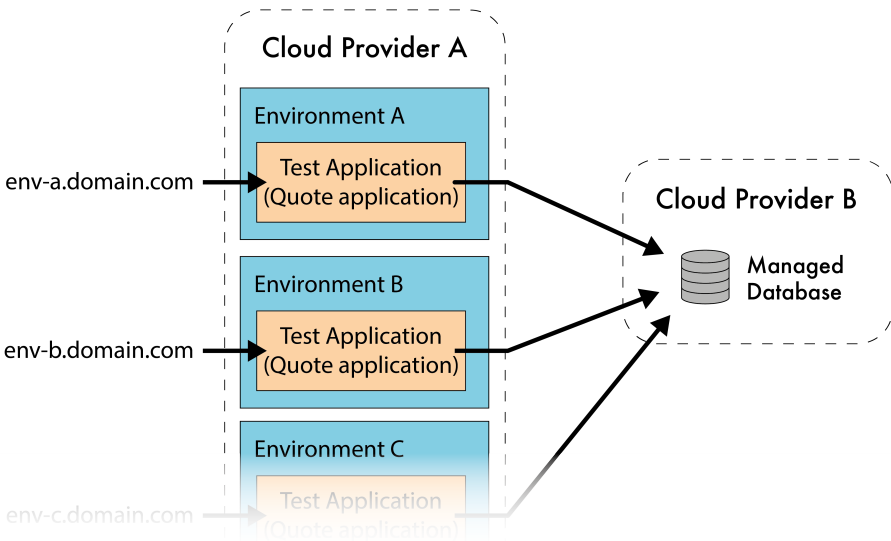 Cloud Provider A
Environment A
env-a.domain.com
Test Application
(Quote application)
Cloud Provider B
Managed
Database
Environment B
env-b.domain.com
Test Application
(Quote application)
Environment C
env-c.domain.com
Test Application
(Quote application)